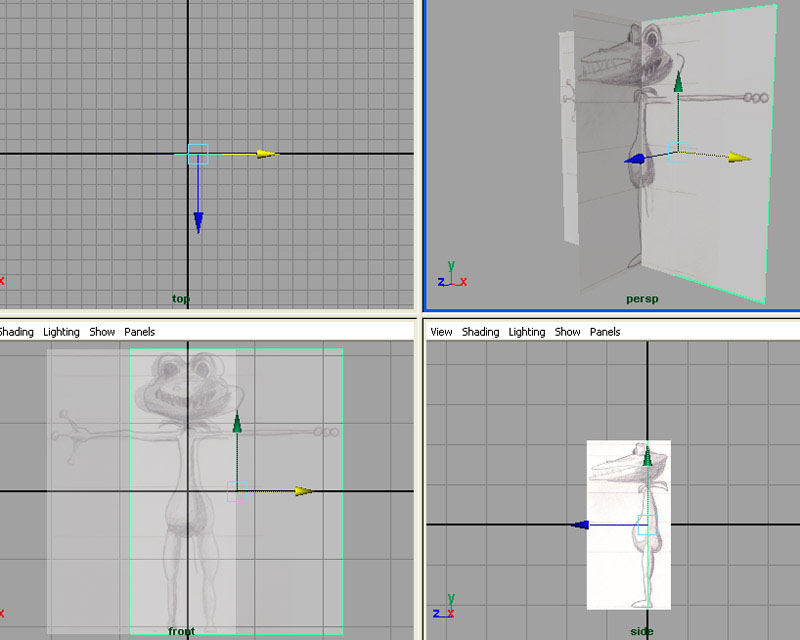 x
top
y
z x
persp
Shading Lighting Show Panels
View Shading Lighting Show Panels
x
front
y
z x
side